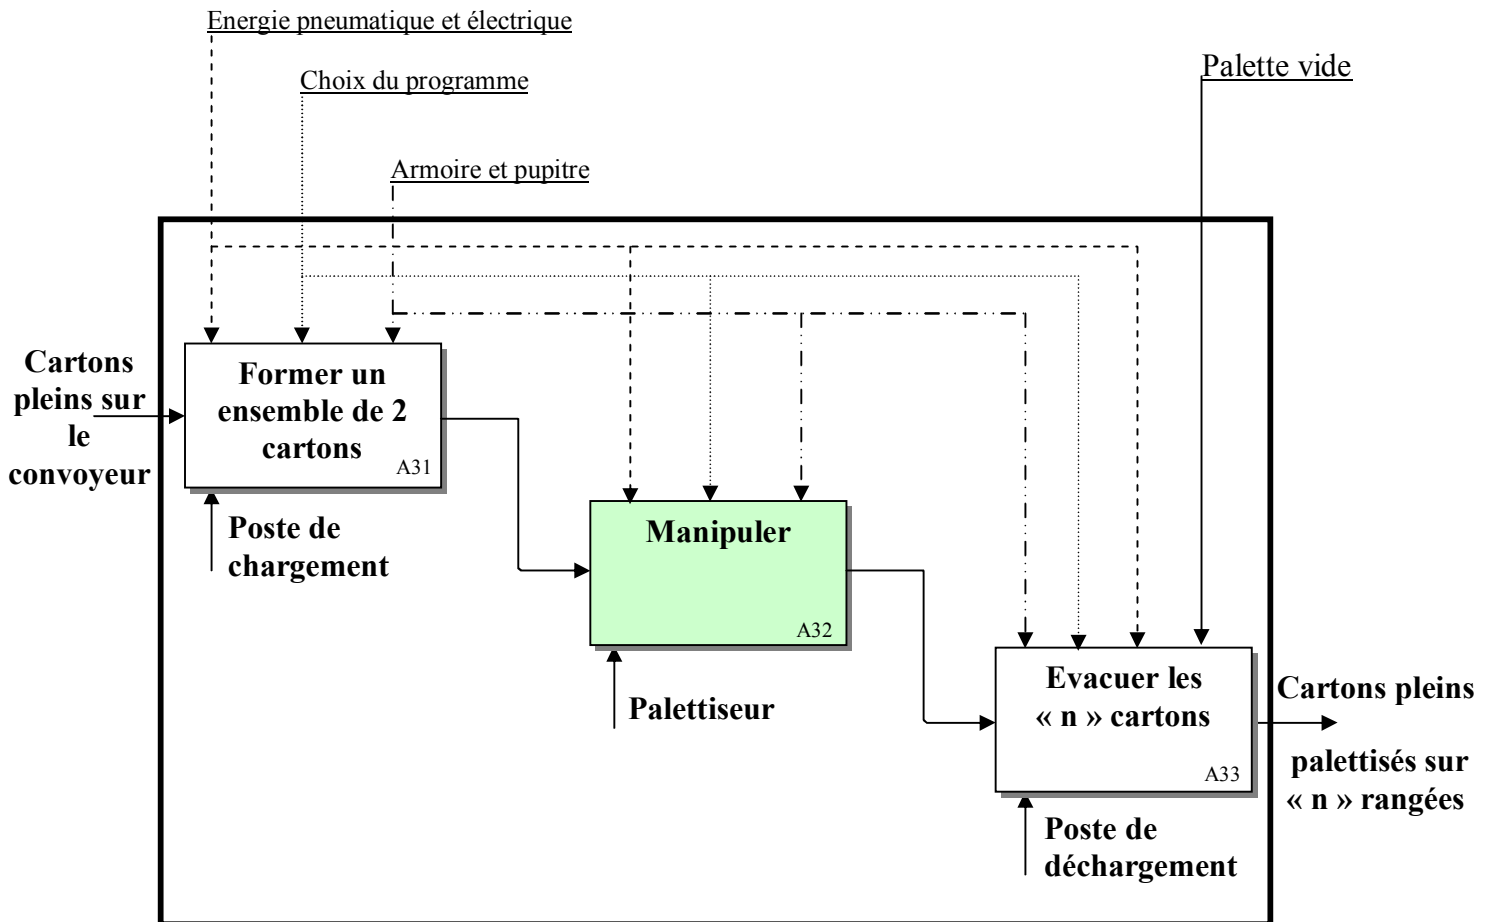 Energie pneumatique et électrique
Choix du programme
Palette vide
Armoire et pupitre
Cartons
pleins sur
le
convoyeur
Former un
ensemble de 2
cartons
A31
Poste de
chargement
Manipuler
A32
Palettiseur
Evacuer les
« n » cartons
A33
Poste de
déchargement
Cartons pleins
palettisés sur
« n » rangées